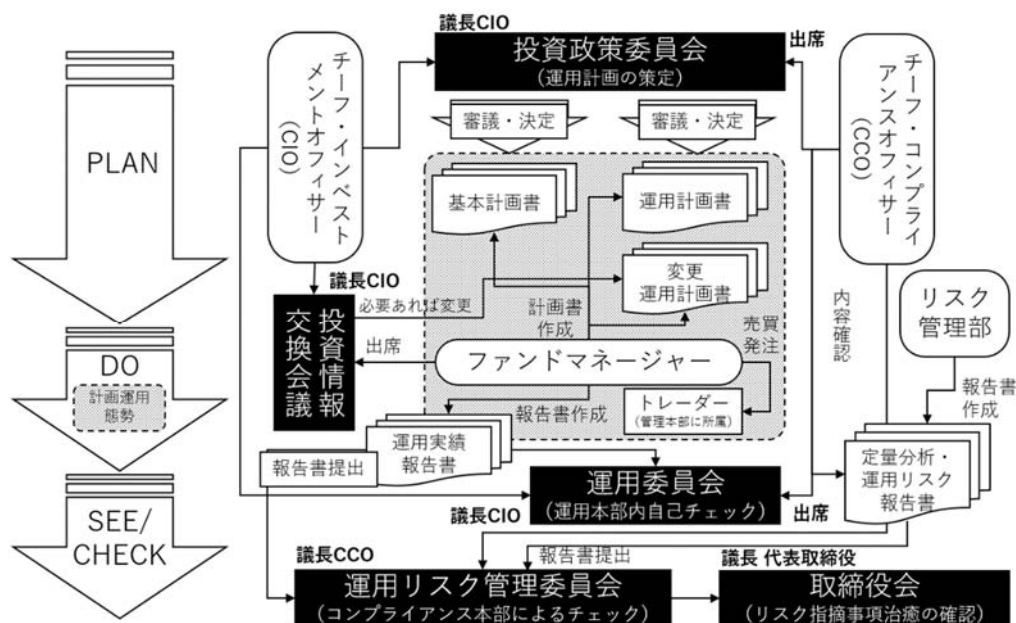 議長CIO
投資政策委員会
(運用計画の策定)
出席
チーフ・インベスト
メントオフィサー
(CIO)
チーフ・コンプライ
アンスオフィサー
(CCO)
PLAN
審議・決定
審議・決定
基本計画書
運用計画書
変更
運用計画書
議長CIO
必要あれば変更
投資情報
交換会議
出席
計画書
作成
売買
発注
ファンドマネージャー
内容確認
リスク
管理部
DO
計画運用
態勢
報告書作成
トレーダー
(管理本部に所属)
報告書
作成
運用実績
報告書
報告書提出
定量分析・
運用リスク
報告書
運用委員会
(運用本部内自己チェック)
議長CIO
出席
SEE/
CHECK
議長CCO
報告書提出
議長 代表取締役
運用リスク管理委員会
(コンプライアンス本部によるチェック)
取締役会
(リスク指摘事項治癒の確認)